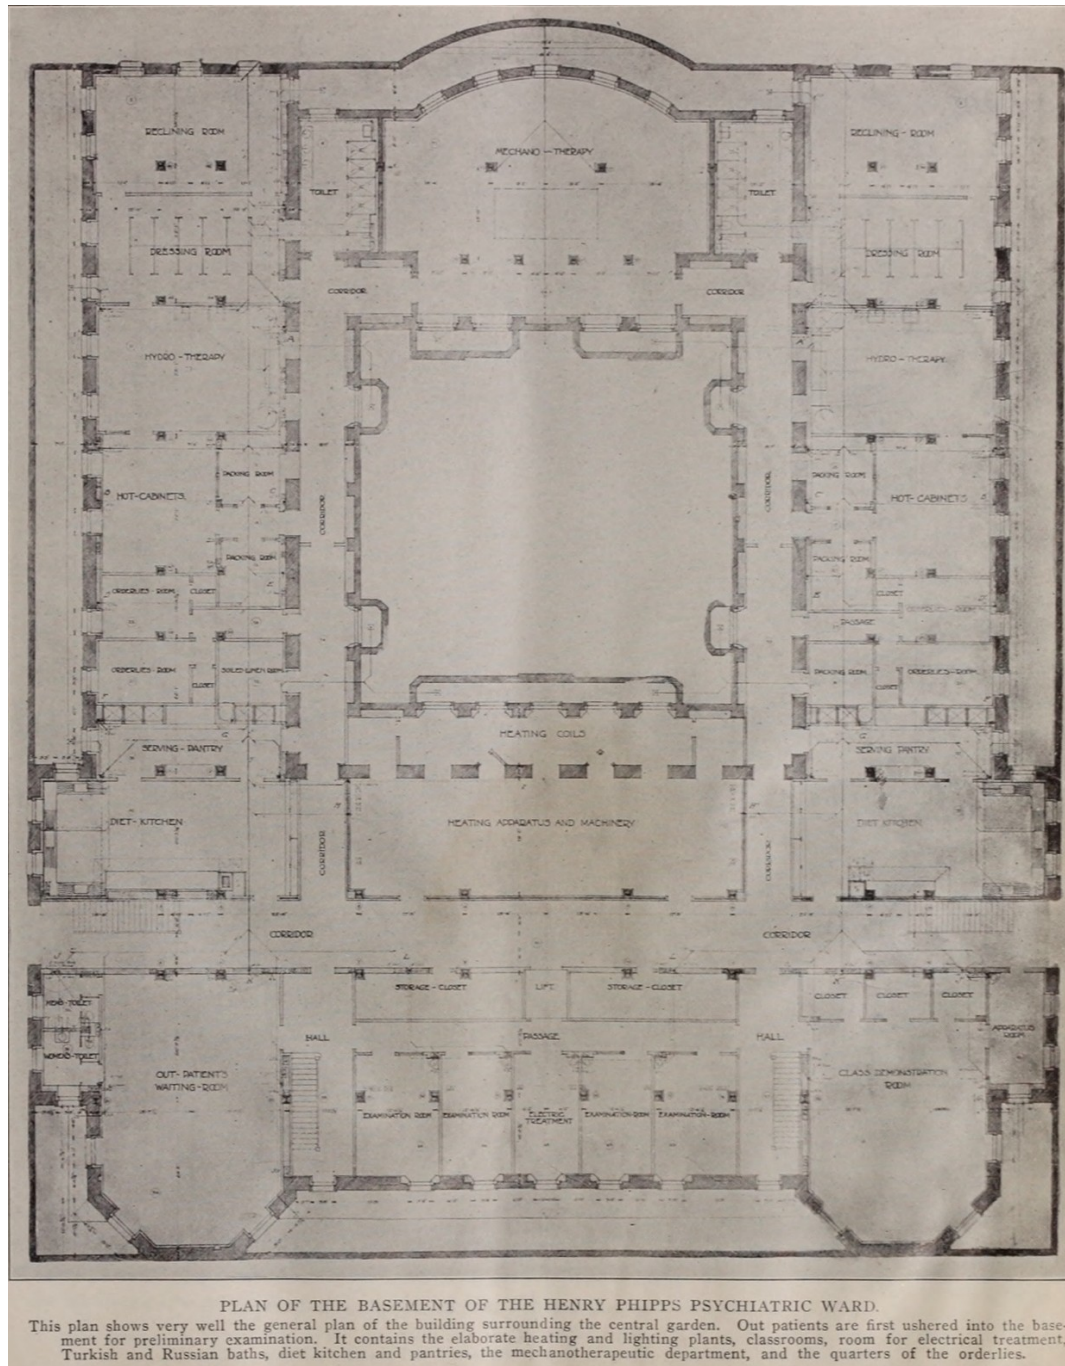 RECLINING ROOM
MECHANO-THERAPY
RECLINING-ROOM
TOILET
TOILET
DRESSING ROOM
DRESSING ROOM
CORRIDOR
CORRIDOR
HYDRO-THERAPY
HYDRO-THERAPY
PACKING ROOM
PACKING ROOM
HOT-CABINETS
HOT-CABINETS
CORRIDOR
CORRIDOR
PACKING ROOM
PACKING ROOM
ORDERLIES-ROOM
CLOSET
CLOSET
ORDERLIES-ROOM
PASSAGE
ORDERLIES-ROOM
SOILED LINEN ROOM
PACKING ROOM
ORDERLIES-ROOM
CLOSET
CLOSET
HEATING COILS
SERVING-PANTRY
SERVING PANTRY
DIET-KITCHEN
HEATING APPARATUS AND MACHINERY
DIET KITCHEN
CORRIDOR
CORRIDOR
CORRIDOR
CORRIDOR
STORAGE-CLOSET
LIFT
STORAGE-CLOSET
MENS-TOILET
CLOSET
CLOSET
CLOSET
HALL
PASSAGE
HALL
APPARATUS
ROOM
WOMENS-TOILET
OUT-PATIENTS
WAITING-ROOM
CLASS DEMONSTRATION
ROOM
EXAMINATION ROOM
EXAMINATION ROOM
ELECTRIC
TREATMENT
EXAMINATION ROOM
EXAMINATION-ROOM
PLAN OF THE BASEMENT OF THE HENRY PHIPPS PSYCHIATRIC WARD.
This plan shows very well the general plan of the building surrounding the central garden. Out patients are first ushered into the base-
ment for preliminary examination. It contains the elaborate heating and lighting plants, classrooms, room for electrical treatment,
Turkish and Russian baths, diet kitchen and pantries, the mechanotherapeutic department, and the quarters of the orderlies.